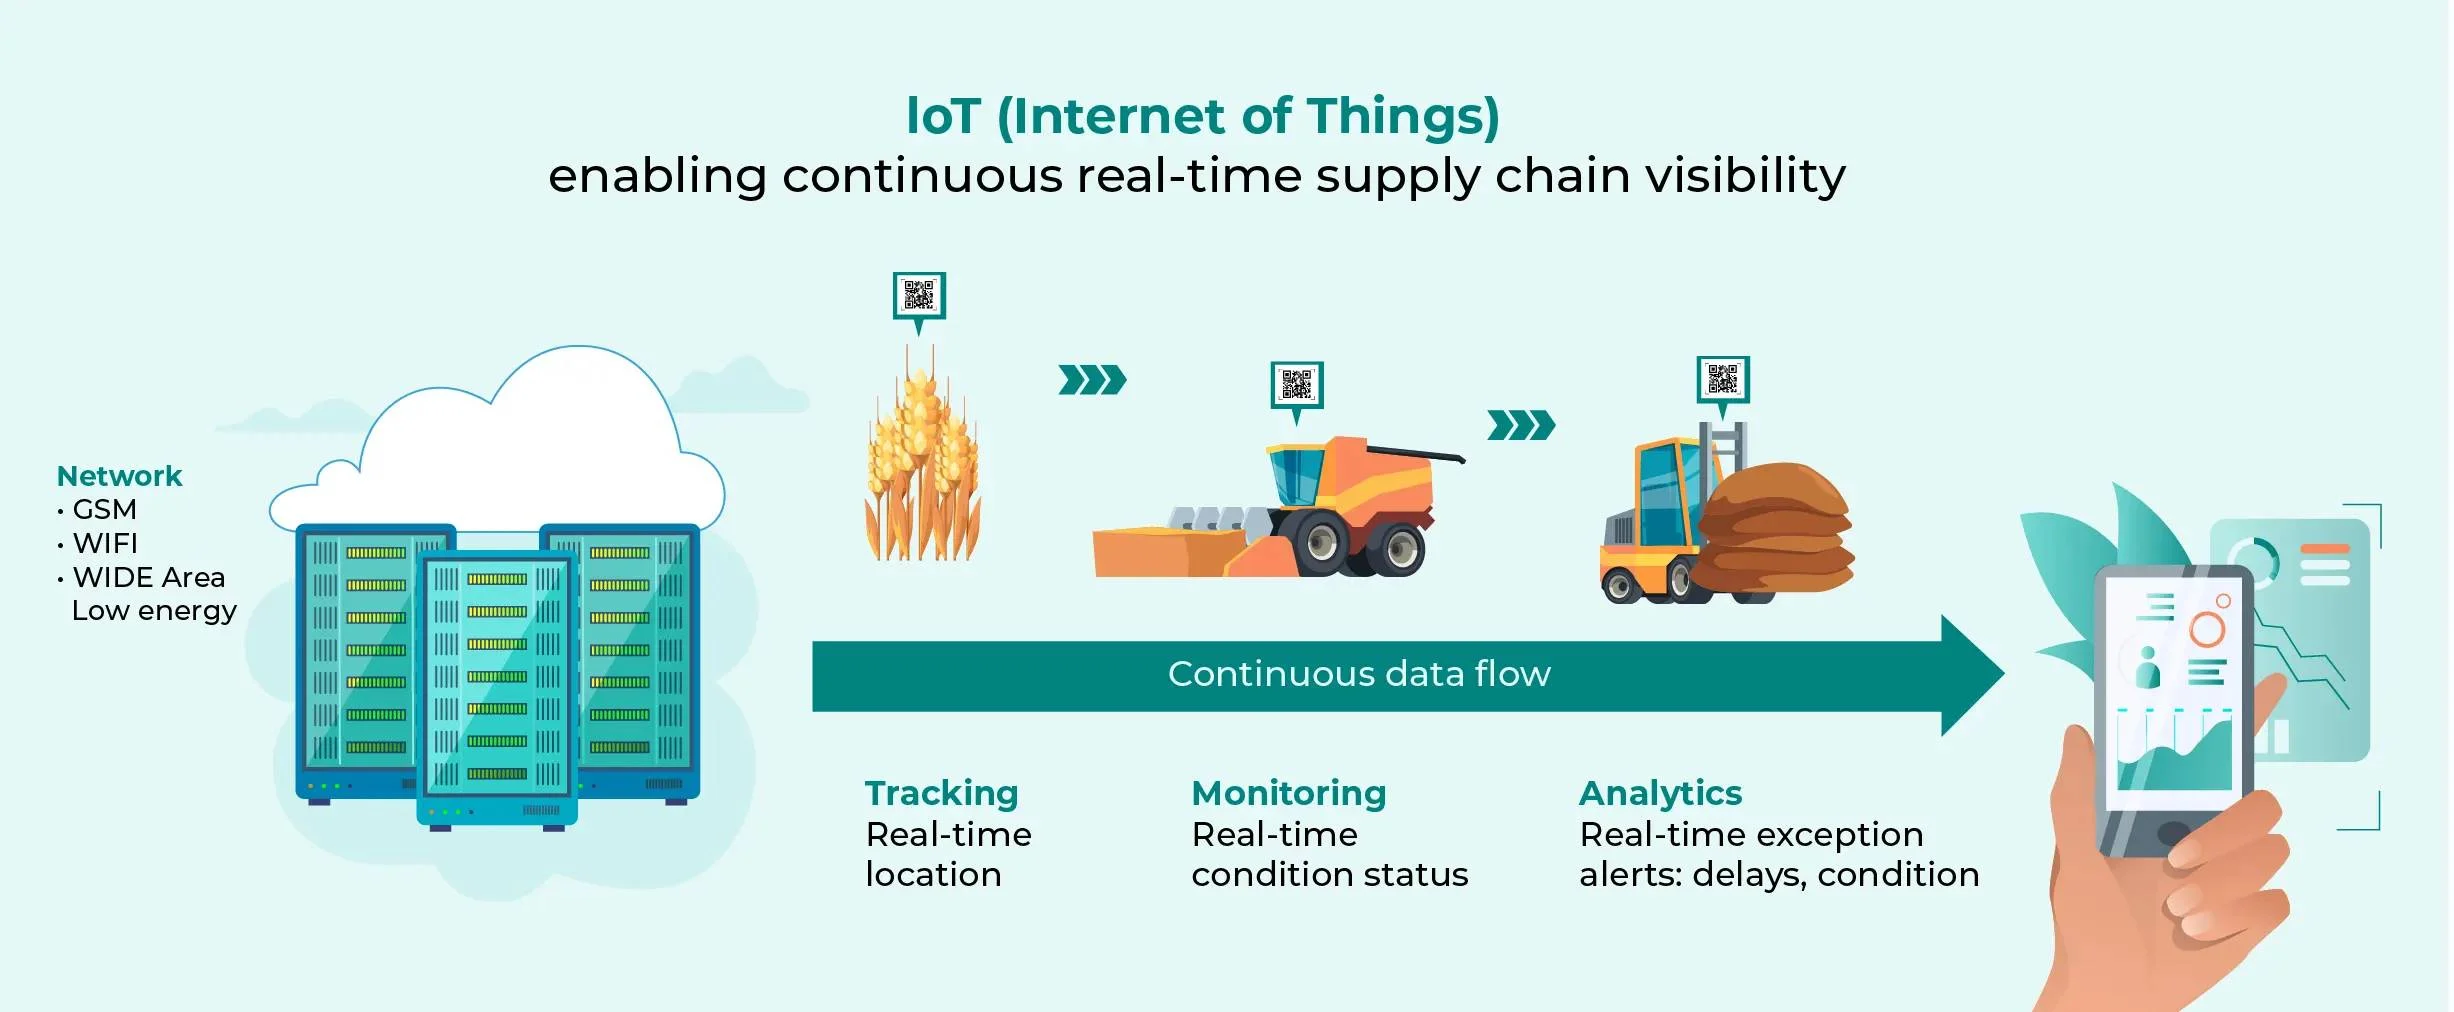 IoT (Internet of Things)
enabling continuous real-time supply chain visibility
Network
• GSM
• WIFI
• WIDE Area
Low energy
Continuous data flow
Tracking
Real-time
location
Monitoring
Real-time
condition status
Analytics
Real-time exception
alerts: delays, condition